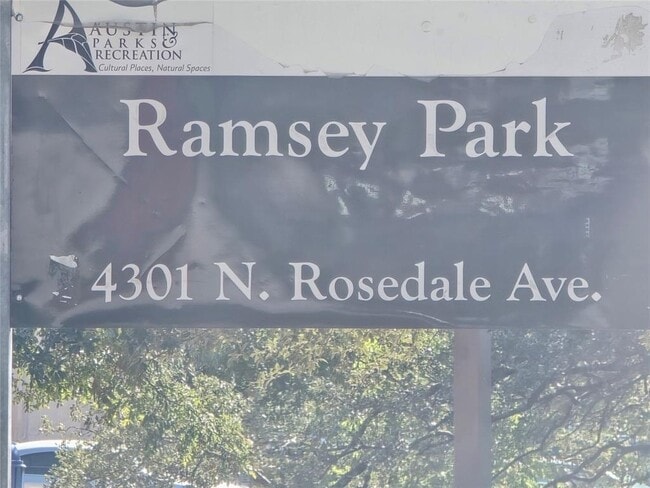 AUSTIN
PARKS &
RECREATION
Cultural Places, Natural Spaces
Ramsey Park
4301 N. Rosedale Ave.